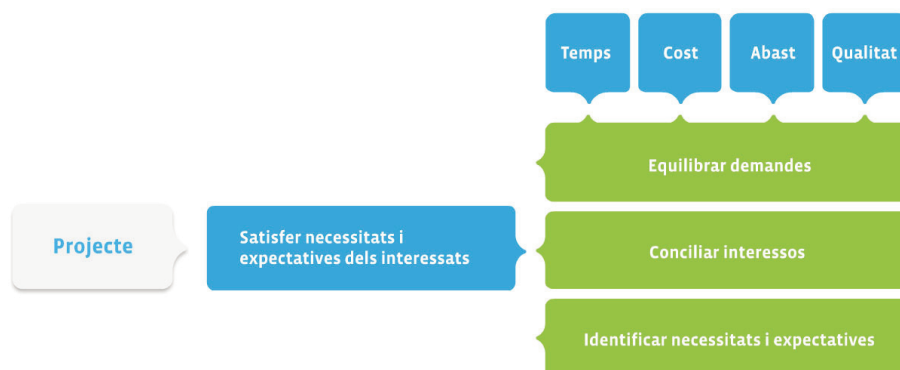 Temps
Cost
Abast
Qualitat
Equilibrar demandes
Projecte
Satisfer necessitats i
expectatives dels interessats
Conciliar interessos
Identificar necessitats i expectatives